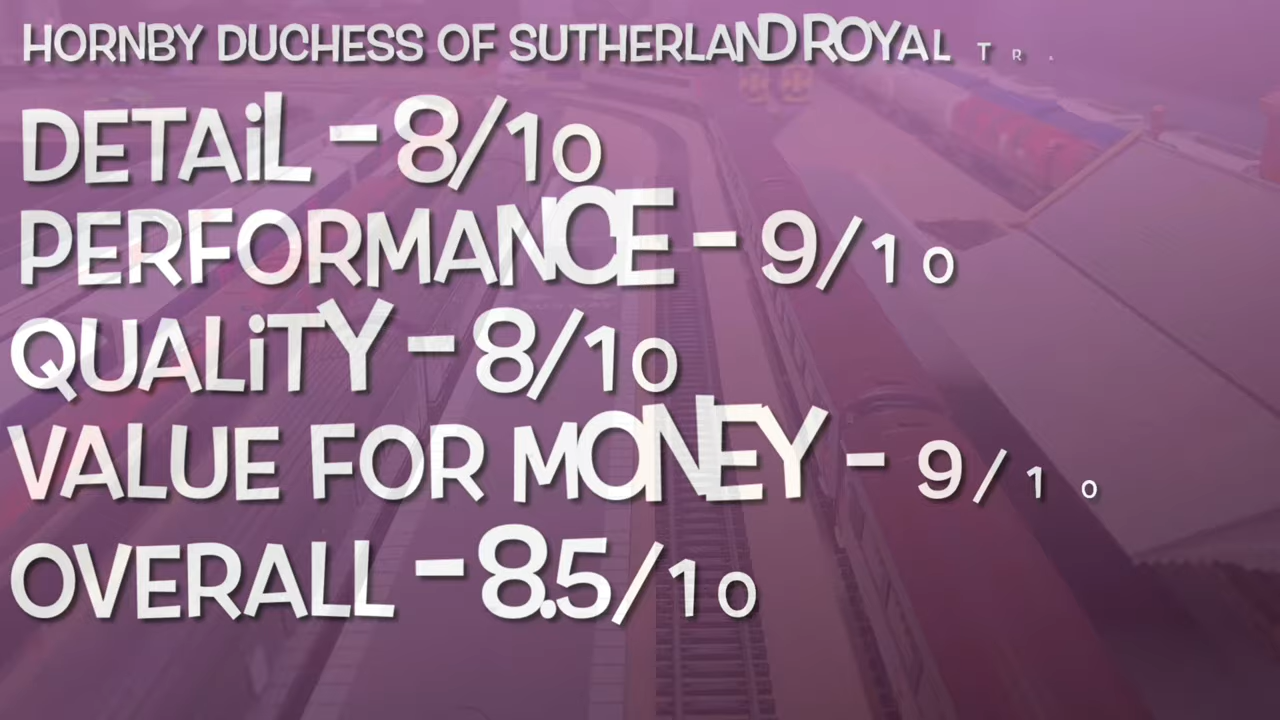 HORNBY DUCHESS OF SUTHERLAND ROYAL TR
DETAiL - 8/10
PERFORMANCE - 9/10
QUALiTY - 8/10
VALUE FOR MONEY - 9/10
OVERALL - 8.5/10